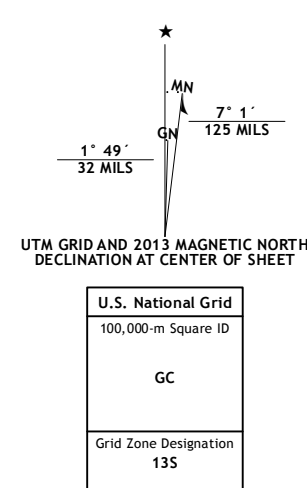 ★
MN
GN
7° 1´
125 MILS
1° 49´
32 MILS
UTM GRID AND 2013 MAGNETIC NORTH
DECLINATION AT CENTER OF SHEET
U.S. National Grid
100,000-m Square ID
GC
Grid Zone Designation
13S